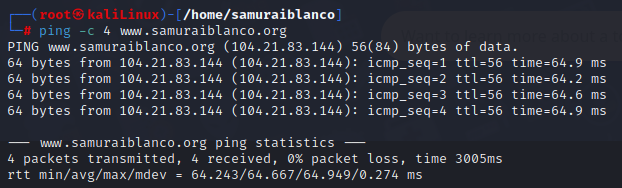 ┌──(root㉿kaliLinux)-[/home/samuraiblanco]
└─# ping -c 4 www.samuraiblanco.org
PING www.samuraiblanco.org (104.21.83.144) 56(84) bytes of data.
64 bytes from 104.21.83.144 (104.21.83.144): icmp_seq=1 ttl=56 time=64.9 ms
64 bytes from 104.21.83.144 (104.21.83.144): icmp_seq=2 ttl=56 time=64.2 ms
64 bytes from 104.21.83.144 (104.21.83.144): icmp_seq=3 ttl=56 time=64.6 ms
64 bytes from 104.21.83.144 (104.21.83.144): icmp_seq=4 ttl=56 time=64.9 ms

--- www.samuraiblanco.org ping statistics ---
4 packets transmitted, 4 received, 0% packet loss, time 3005ms
rtt min/avg/max/mdev = 64.243/64.667/64.949/0.274 ms